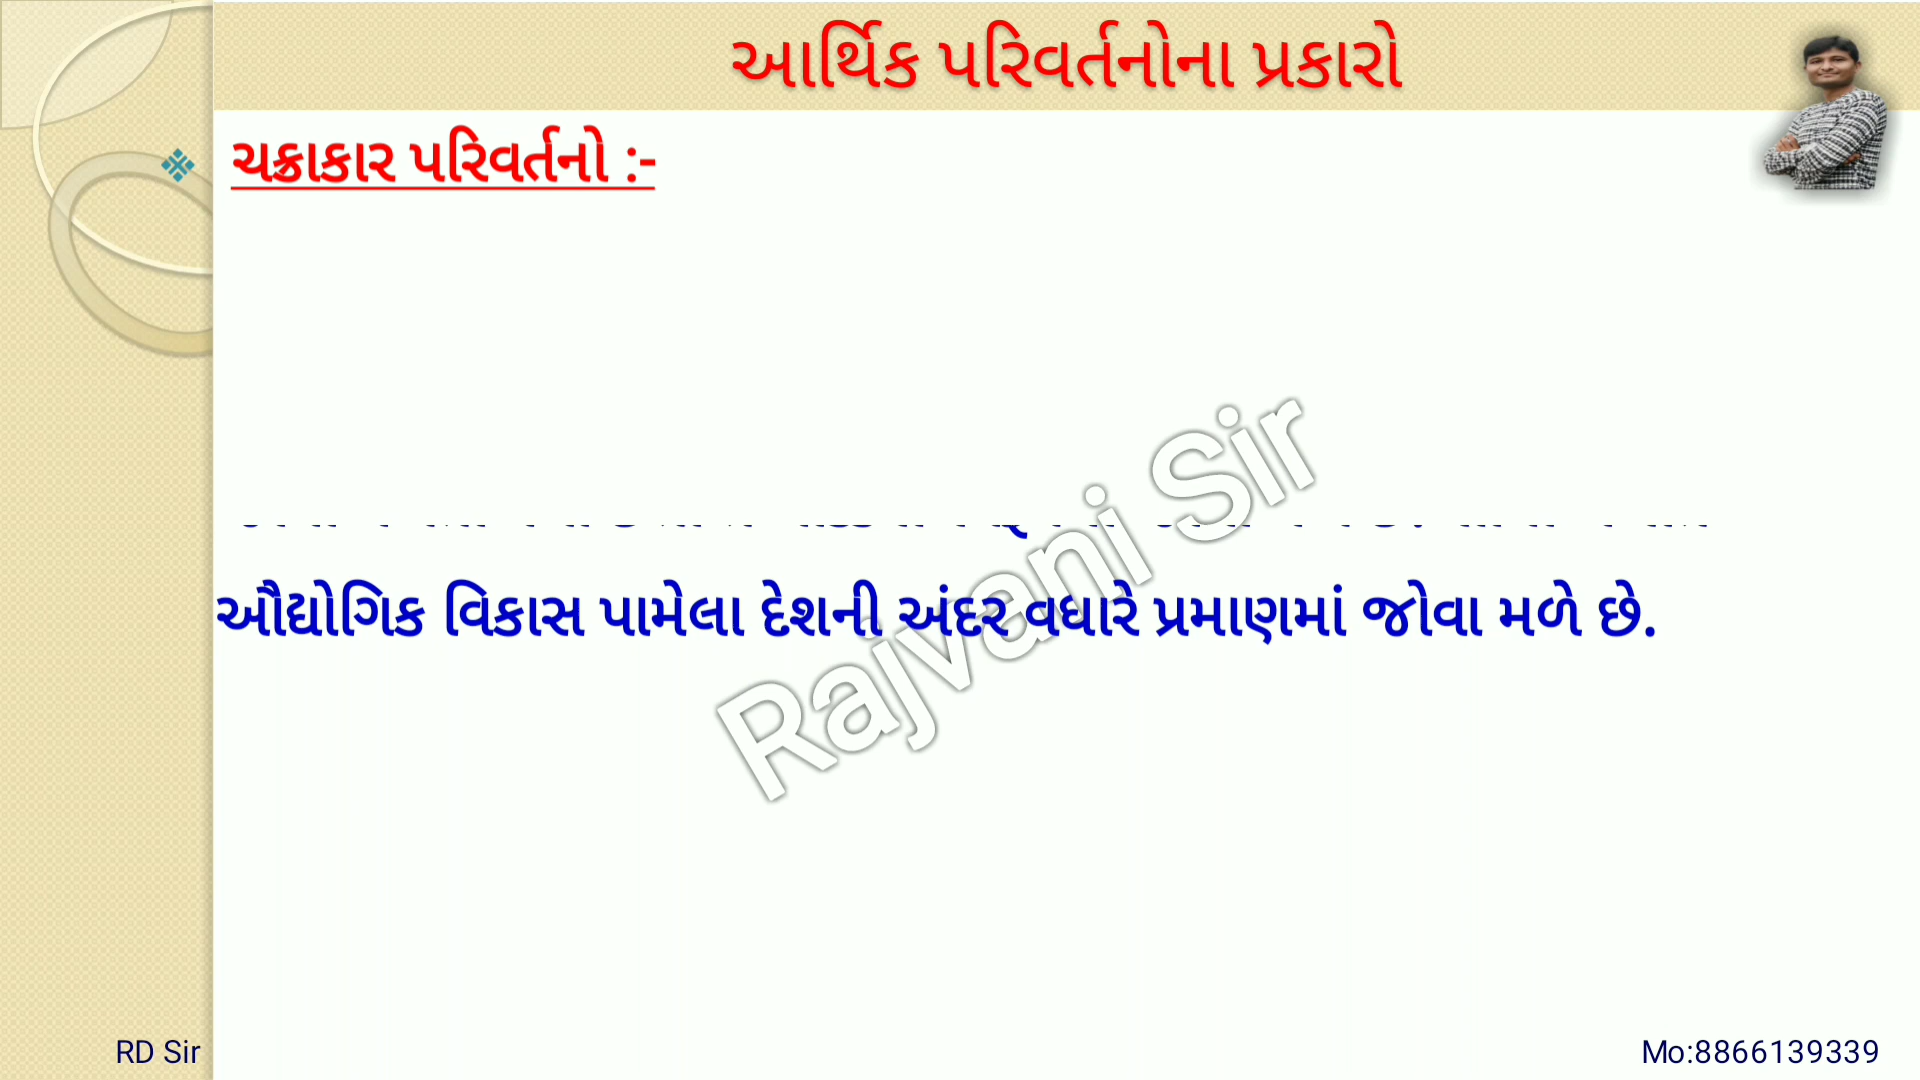 આર્થિક પરિવર્તનોના પ્રકારો
ચક્રાકાર પરિવર્તનો :-
ઔદ્યોગિક વિકાસ પામેલા દેશની અંદર વધારે પ્રમાણમાં જોવા મળે છે.
Rajvani Sir
RD Sir
Mo:8866139339